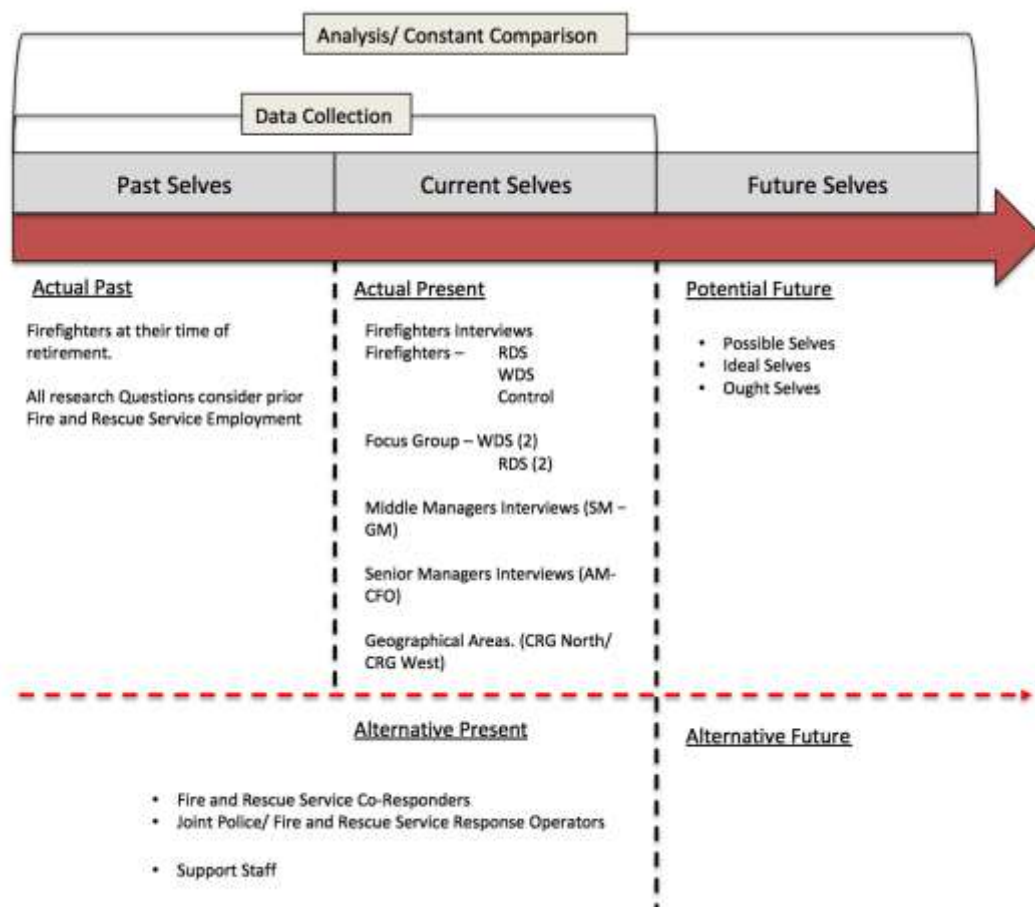 Analysis/ Constant Comparison
Data Collection
Past Selves
Current Selves
Future Selves
Actual Past
Firefighters at their time of
retirement.
All research Questions consider prior
Fire and Rescue Service Employment
Actual Present
Firefighters Interviews
Firefighters – RDS
WDS
Control
Focus Group – WDS (2)
RDS (2)
Middle Managers Interviews (SM –
GM)
Senior Managers Interviews (AM-
CFO)
Geographical Areas. (CRG North/
CRG West)
Potential Future
• Possible Selves
• Ideal Selves
• Ought Selves
Alternative Present
• Fire and Rescue Service Co-Responders
• Joint Police/ Fire and Rescue Service Response Operators
• Support Staff
Alternative Future